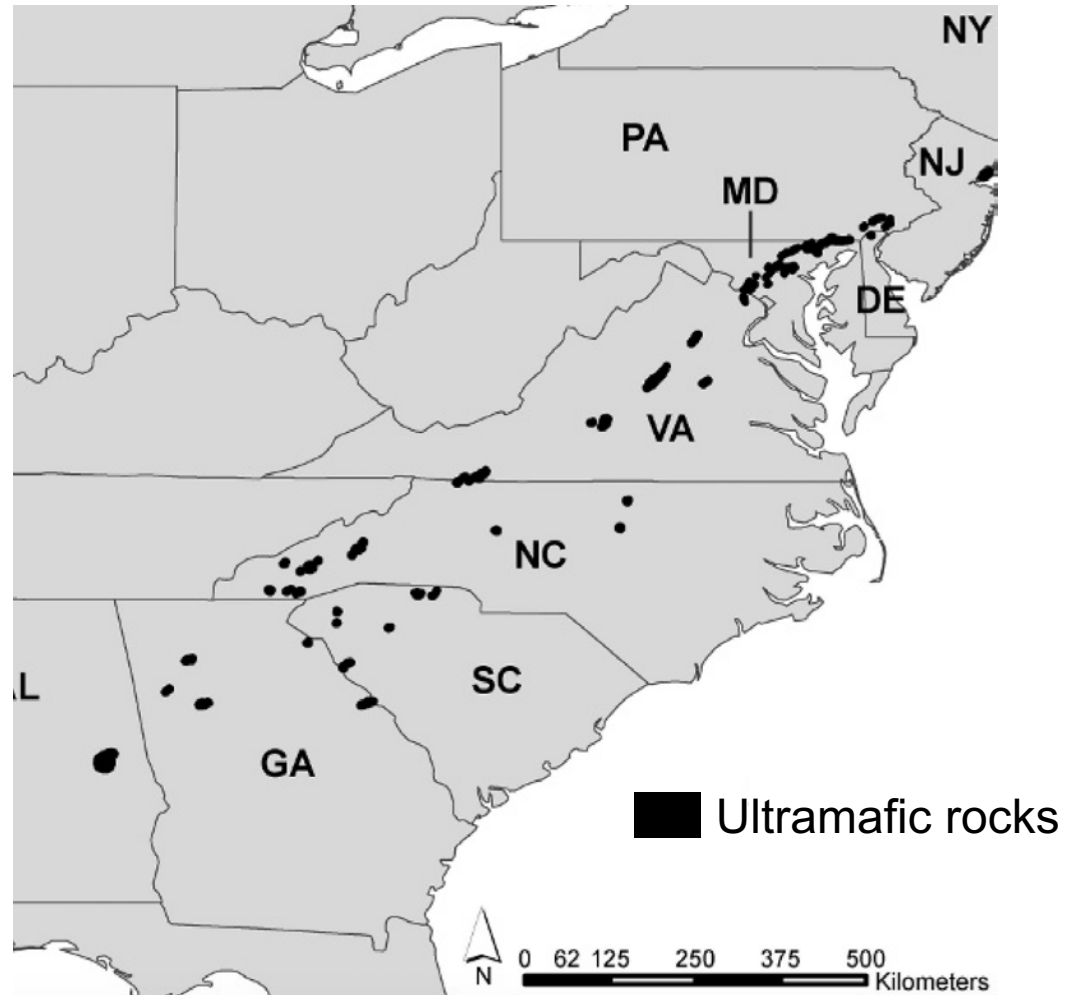 NY
PA
NJ
MD
DE
VA
NC
SC
AL
GA
Ultramafic rocks
N
0 62 125 250 375 500
Kilometers